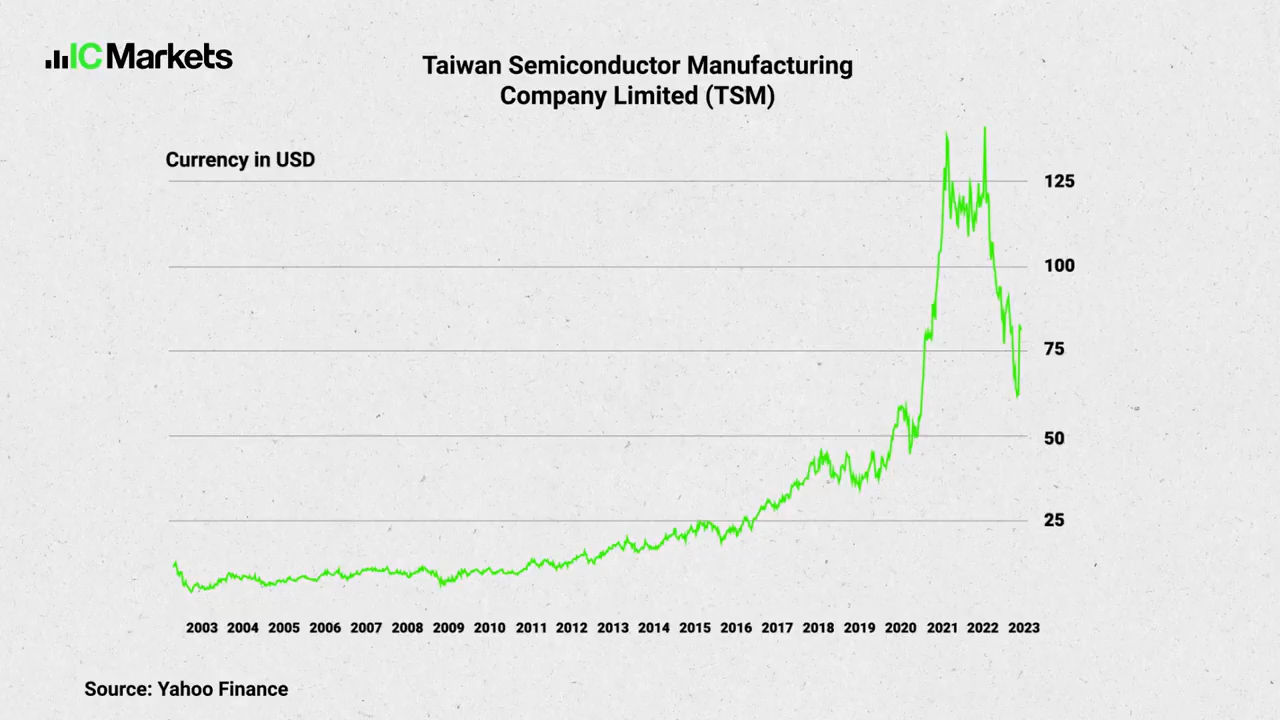 IC Markets
Taiwan Semiconductor Manufacturing
Company Limited (TSM)
Currency in USD
125
100
75
50
25
2003 2004 2005 2006 2007 2008 2009 2010 2011 2012 2013 2014 2015 2016 2017 2018 2019 2020 2021 2022 2023
Source: Yahoo Finance